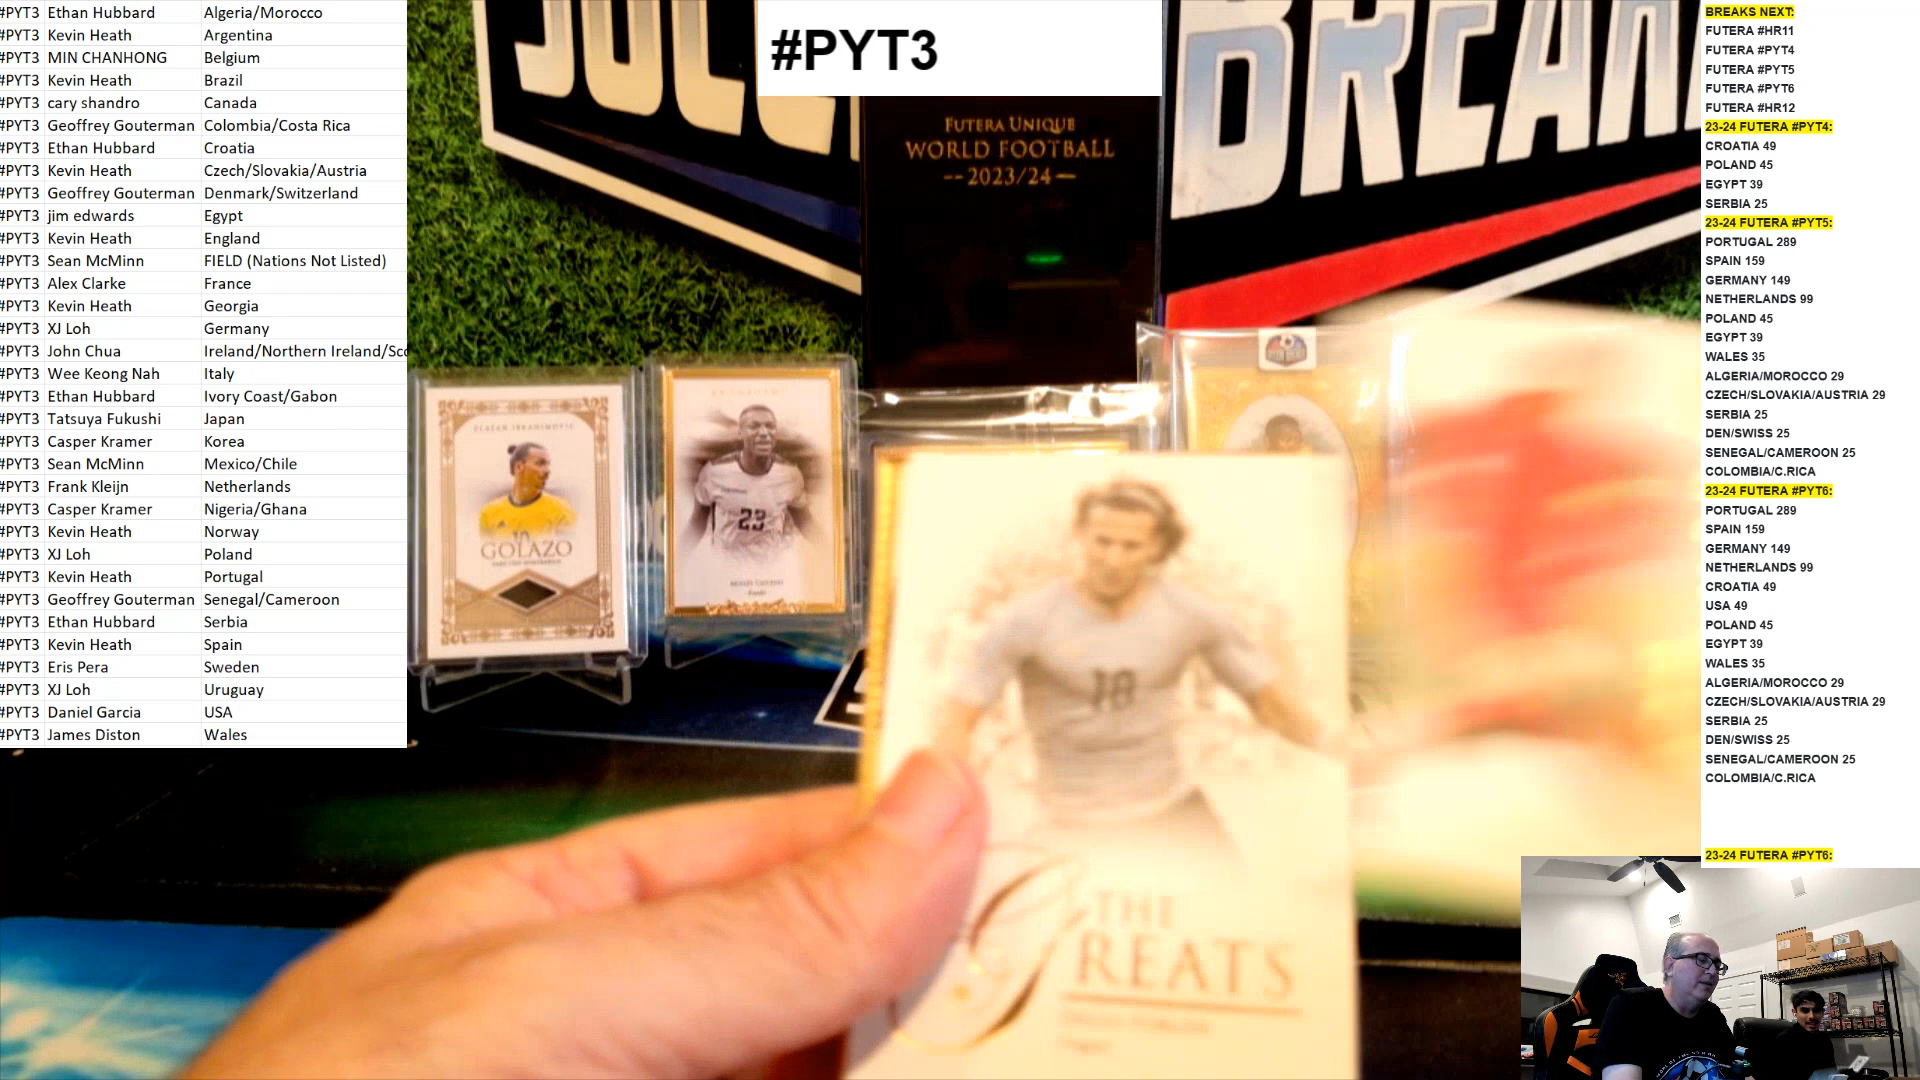 #PYT3 Ethan Hubbard Algeria/Morocco
#PYT3 Kevin Heath Argentina
#PYT3 MIN CHANHONG Belgium
#PYT3 Kevin Heath Brazil
#PYT3 cary shandro Canada
#PYT3 Geoffrey Gouterman Colombia/Costa Rica
#PYT3 Ethan Hubbard Croatia
#PYT3 Kevin Heath Czech/Slovakia/Austria
#PYT3 Geoffrey Gouterman Denmark/Switzerland
#PYT3 jim edwards Egypt
#PYT3 Kevin Heath England
#PYT3 Sean McMinn FIELD (Nations Not Listed)
#PYT3 Alex Clarke France
#PYT3 Kevin Heath Georgia
#PYT3 XJ Loh Germany
#PYT3 John Chua Ireland/Northern Ireland/Sco
#PYT3 Wee Keong Nah Italy
#PYT3 Ethan Hubbard Ivory Coast/Gabon
#PYT3 Tatsuya Fukushi Japan
#PYT3 Casper Kramer Korea
#PYT3 Sean McMinn Mexico/Chile
#PYT3 Frank Kleijn Netherlands
#PYT3 Casper Kramer Nigeria/Ghana
#PYT3 Kevin Heath Norway
#PYT3 XJ Loh Poland
#PYT3 Kevin Heath Portugal
#PYT3 Geoffrey Gouterman Senegal/Cameroon
#PYT3 Ethan Hubbard Serbia
#PYT3 Kevin Heath Spain
#PYT3 Eris Pera Sweden
#PYT3 XJ Loh Uruguay
#PYT3 Daniel Garcia USA
#PYT3 James Diston Wales
#PYT3
BREAK
FUTERA UNIQUE
WORLD FOOTBALL
--2023/24--
ZLATAN IBRAHIMOVIC
GOLAZO
23
18
THE
REATS
BREAKS NEXT:
FUTERA #HR11
FUTERA #PYT4
FUTERA #PYT5
FUTERA #PYT6
FUTERA #HR12
23-24 FUTERA #PYT4:
CROATIA 49
POLAND 45
EGYPT 39
SERBIA 25
23-24 FUTERA #PYT5:
PORTUGAL 289
SPAIN 159
GERMANY 149
NETHERLANDS 99
POLAND 45
EGYPT 39
WALES 35
ALGERIA/MOROCCO 29
CZECH/SLOVAKIA/AUSTRIA 29
SERBIA 25
DEN/SWISS 25
SENEGAL/CAMEROON 25
COLOMBIA/C.RICA
23-24 FUTERA #PYT6:
PORTUGAL 289
SPAIN 159
GERMANY 149
NETHERLANDS 99
CROATIA 49
USA 49
POLAND 45
EGYPT 39
WALES 35
ALGERIA/MOROCCO 29
CZECH/SLOVAKIA/AUSTRIA 29
SERBIA 25
DEN/SWISS 25
SENEGAL/CAMEROON 25
COLOMBIA/C.RICA
23-24 FUTERA #PYT6: